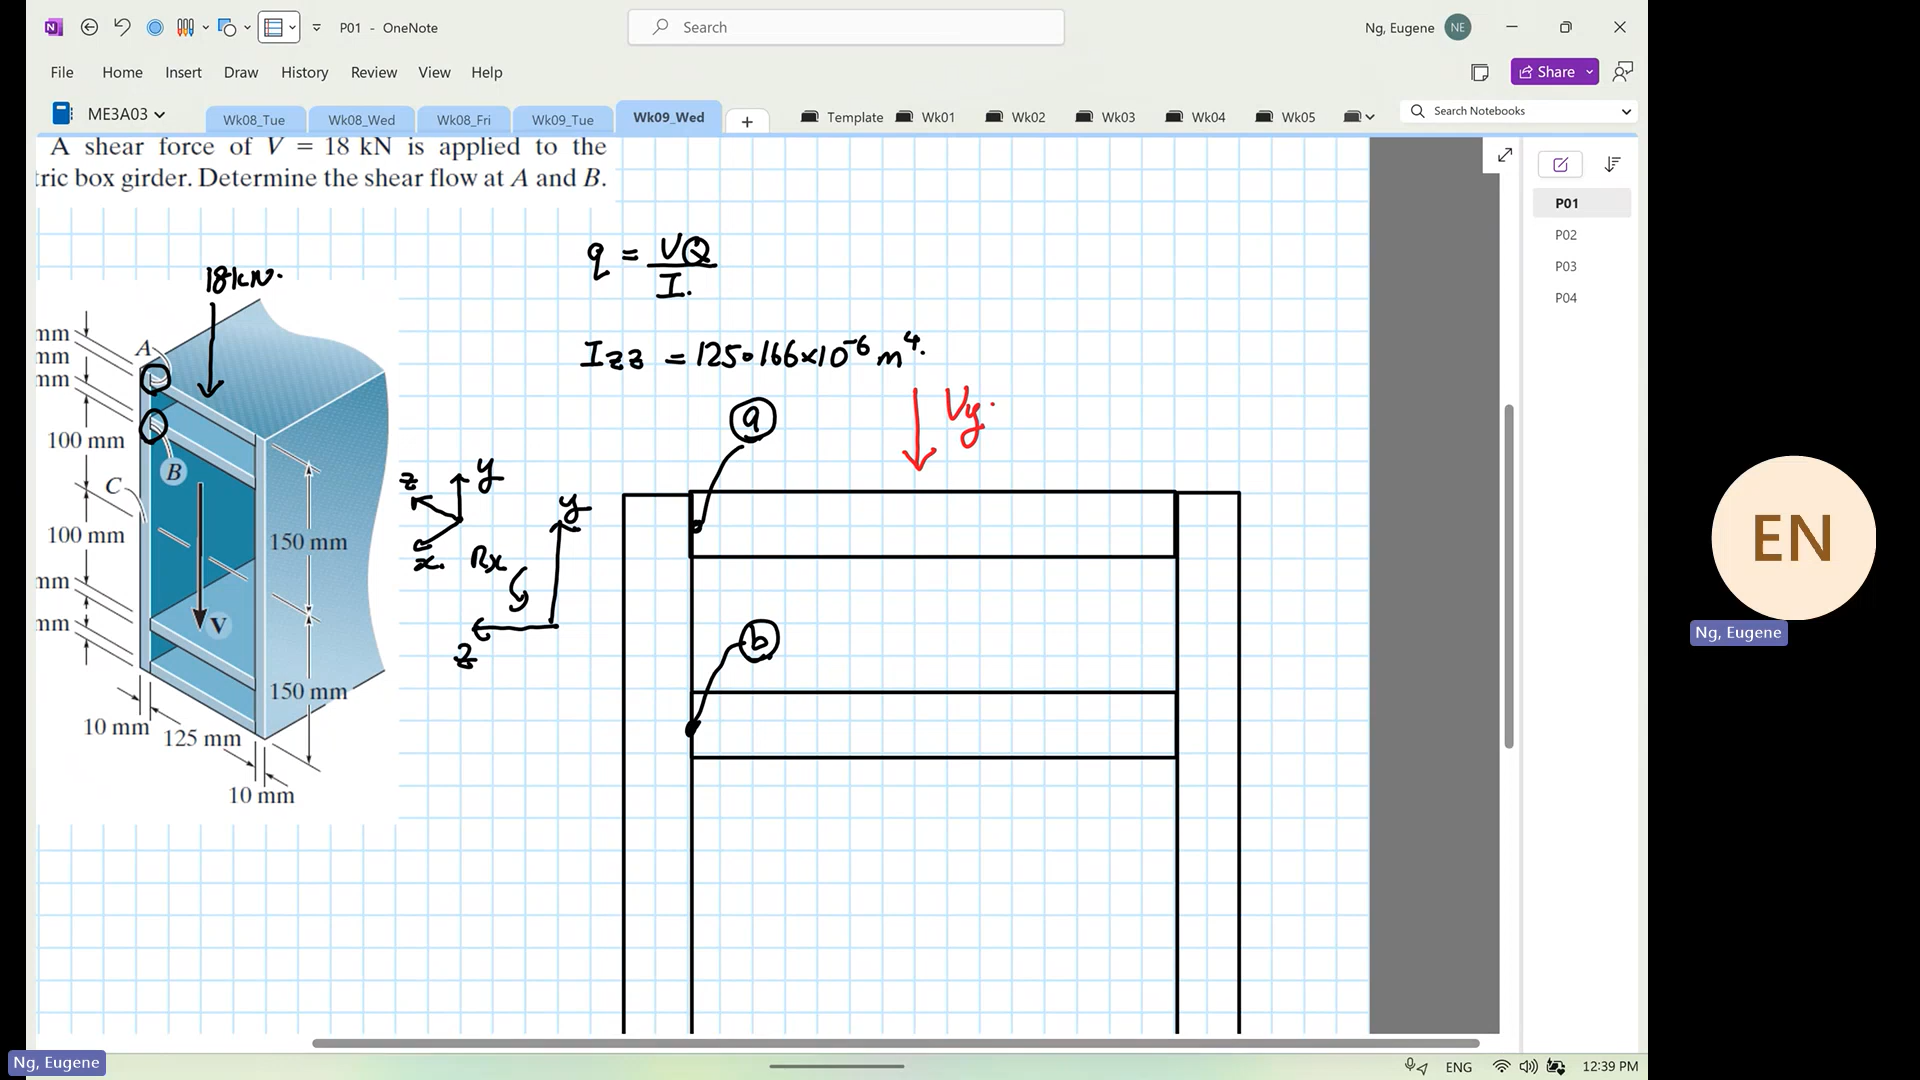 P01 - OneNote
Search
Ng, Eugene
NE
File Home Insert Draw History Review View Help
Share
ME3A03
Wk08_Tue Wk08_Wed Wk08_Fri Wk09_Tue Wk09_Wed + Template Wk01 Wk02 Wk03 Wk04 Wk05
Search Notebooks
P01
P02
P03
P04
A shear force of V = 18 kN is applied to the
tric box girder. Determine the shear flow at A and B.
q = VQ / I.
18kN.
Izz = 125.166x10^-6 m^4.
Vy.
mm
mm
mm
A
100 mm
B
C
100 mm
150 mm
mm
mm
V
150 mm
10 mm
125 mm
10 mm
z
y
x.
y
Rx
z
a
b
EN
Ng, Eugene
Ng, Eugene
ENG
12:39 PM